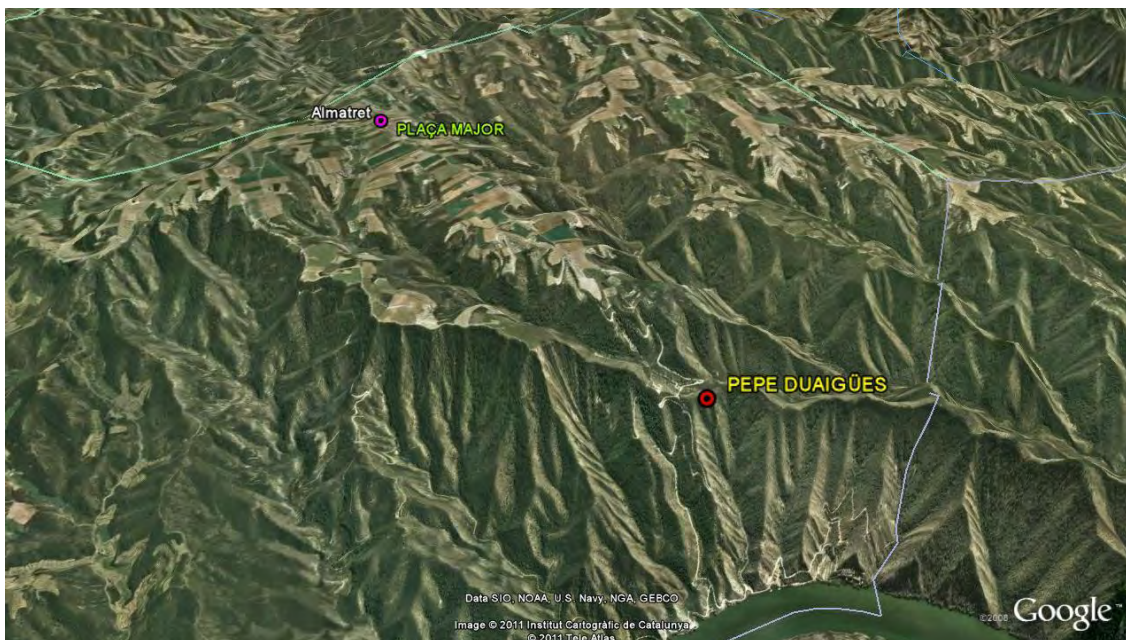 Almatret
PLAÇA MAJOR
PEPE DUAIGÜES
Data SIO, NOAA, U.S. Navy, NGA, GEBCO
Image © 2011 Institut Cartogràfic de Catalunya
© 2011 Tele Atlas
©2008 Google